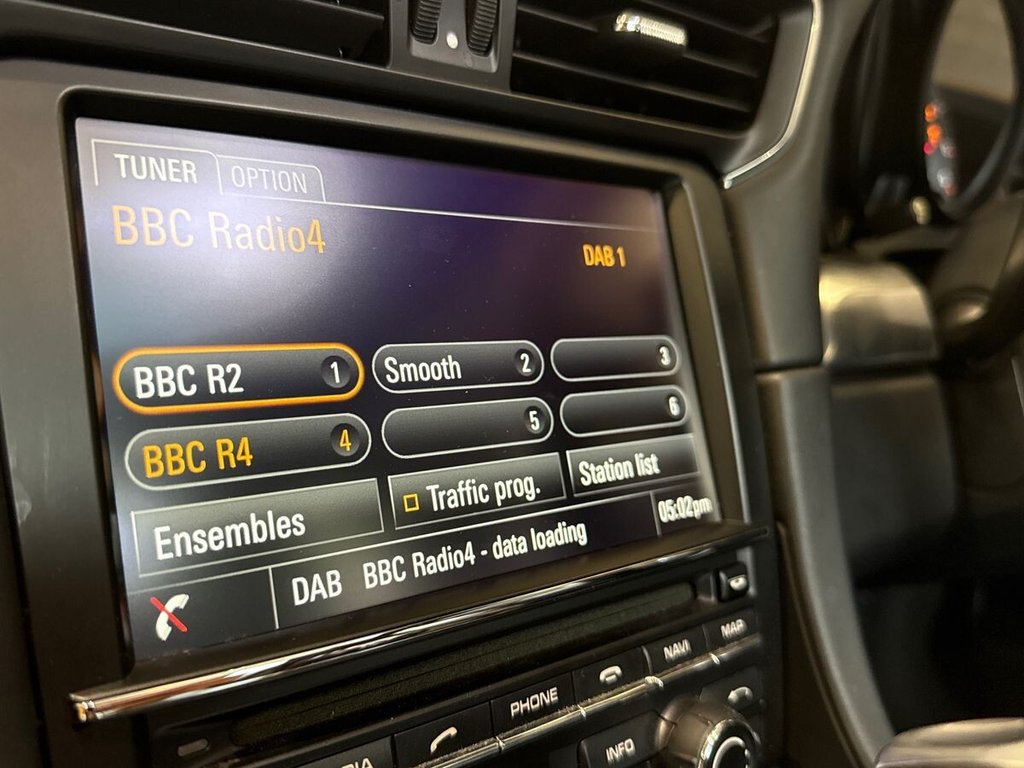 TUNER OPTION
BBC Radio4
DAB 1
BBC R2 1 Smooth 2 3
BBC R4 4 5 6
Ensembles Traffic prog. Station list
DAB BBC Radio4 - data loading 05:02pm
NAVI MAP
PHONE
INFO